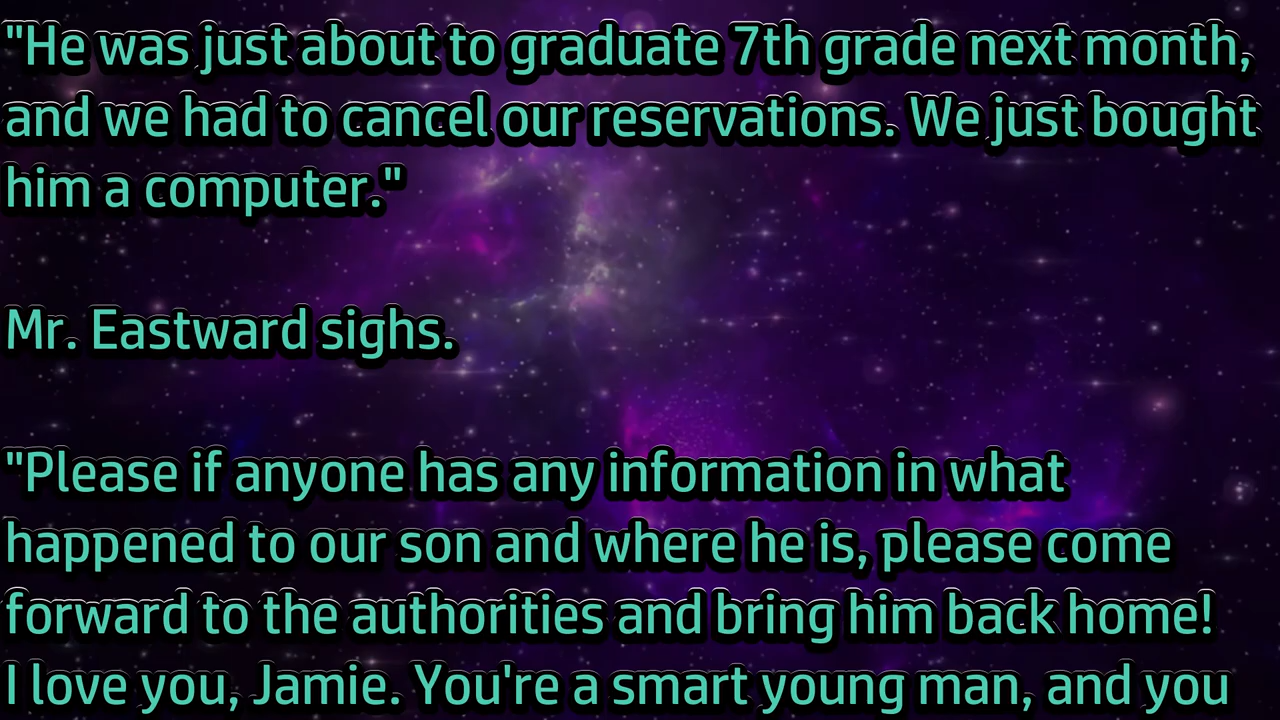 "He was just about to graduate 7th grade next month,
and we had to cancel our reservations. We just bought
him a computer."
Mr. Eastward sighs.
"Please if anyone has any information in what
happened to our son and where he is, please come
forward to the authorities and bring him back home!
I love you, Jamie. You're a smart young man, and you